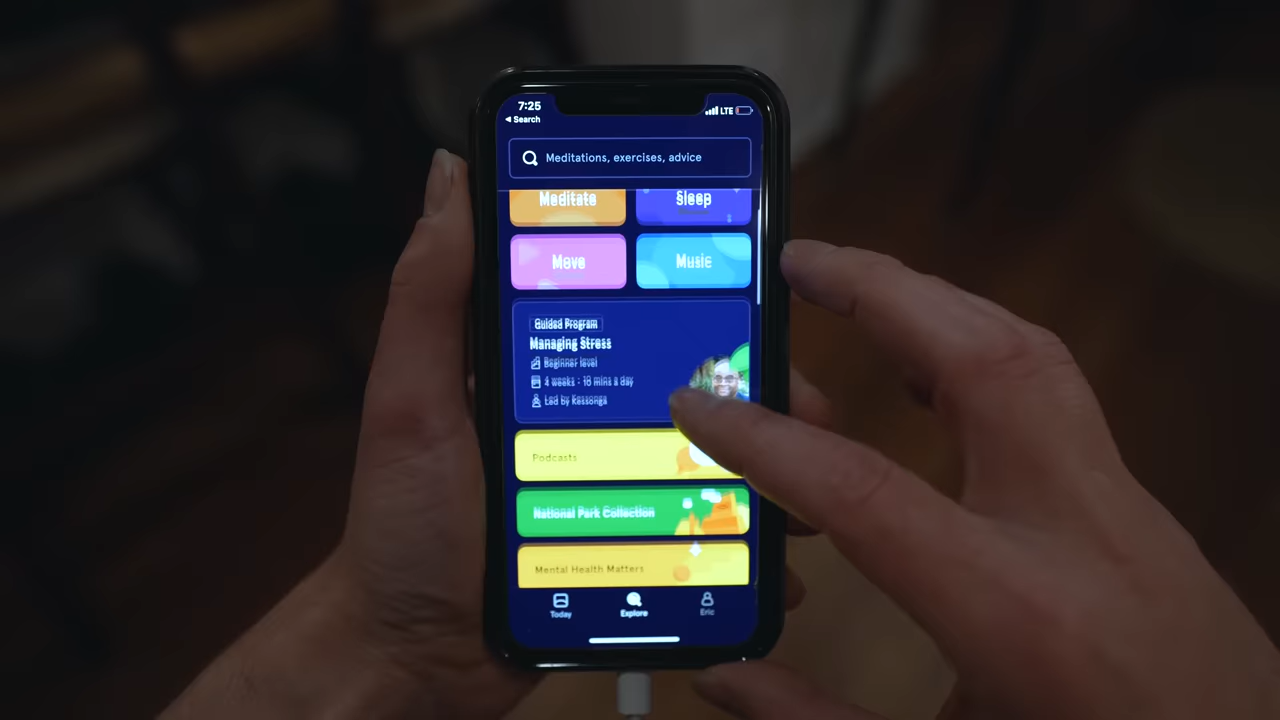 7:25
LTE
Search
Meditations, exercises, advice
Meditate
Sleep
Move
Music
Guided Program
Managing Stress
Beginner level
4 weeks • 10 mins a day
Led by Kessonga
Podcasts
National Park Collection
Mental Health Matters
Today
Explore
Eric